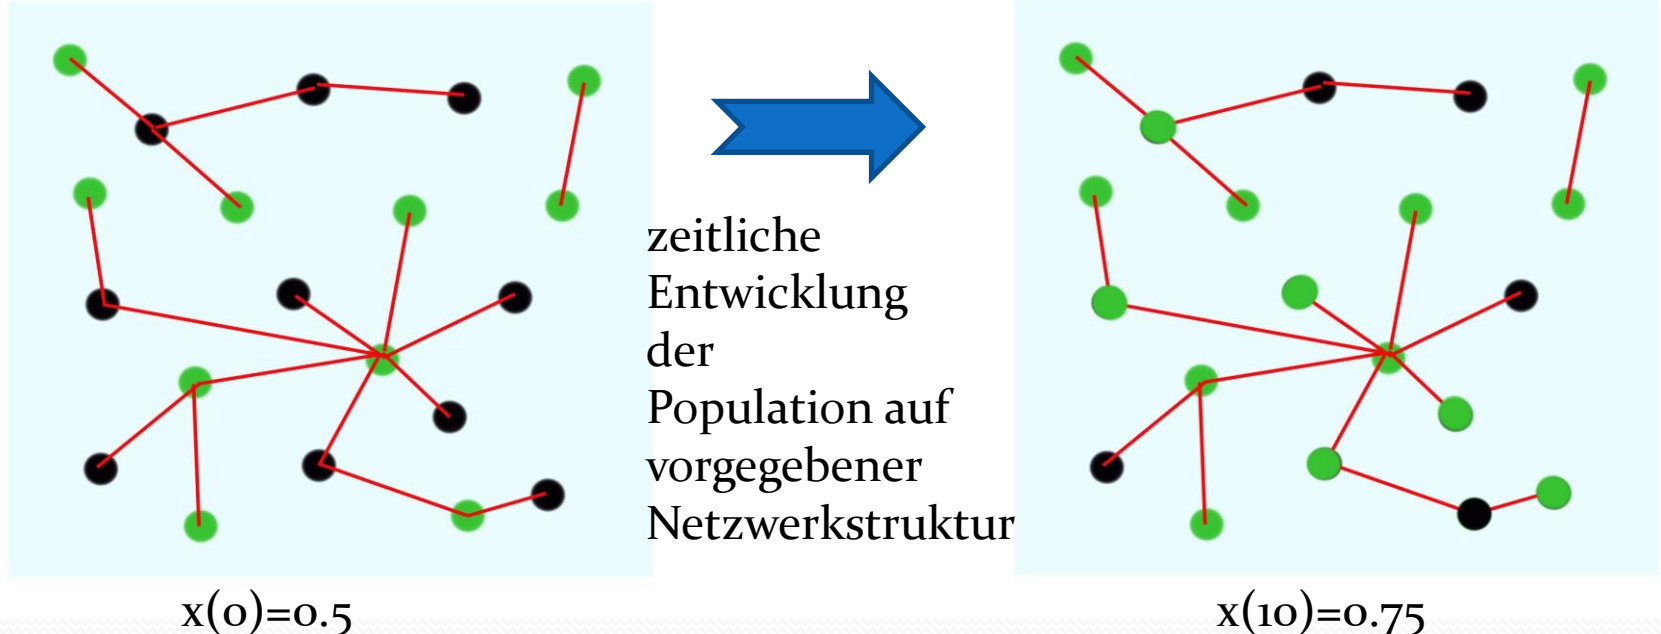 zeitliche
Entwicklung
der
Population auf
vorgegebener
Netzwerkstruktur
x(0)=0.5
x(10)=0.75